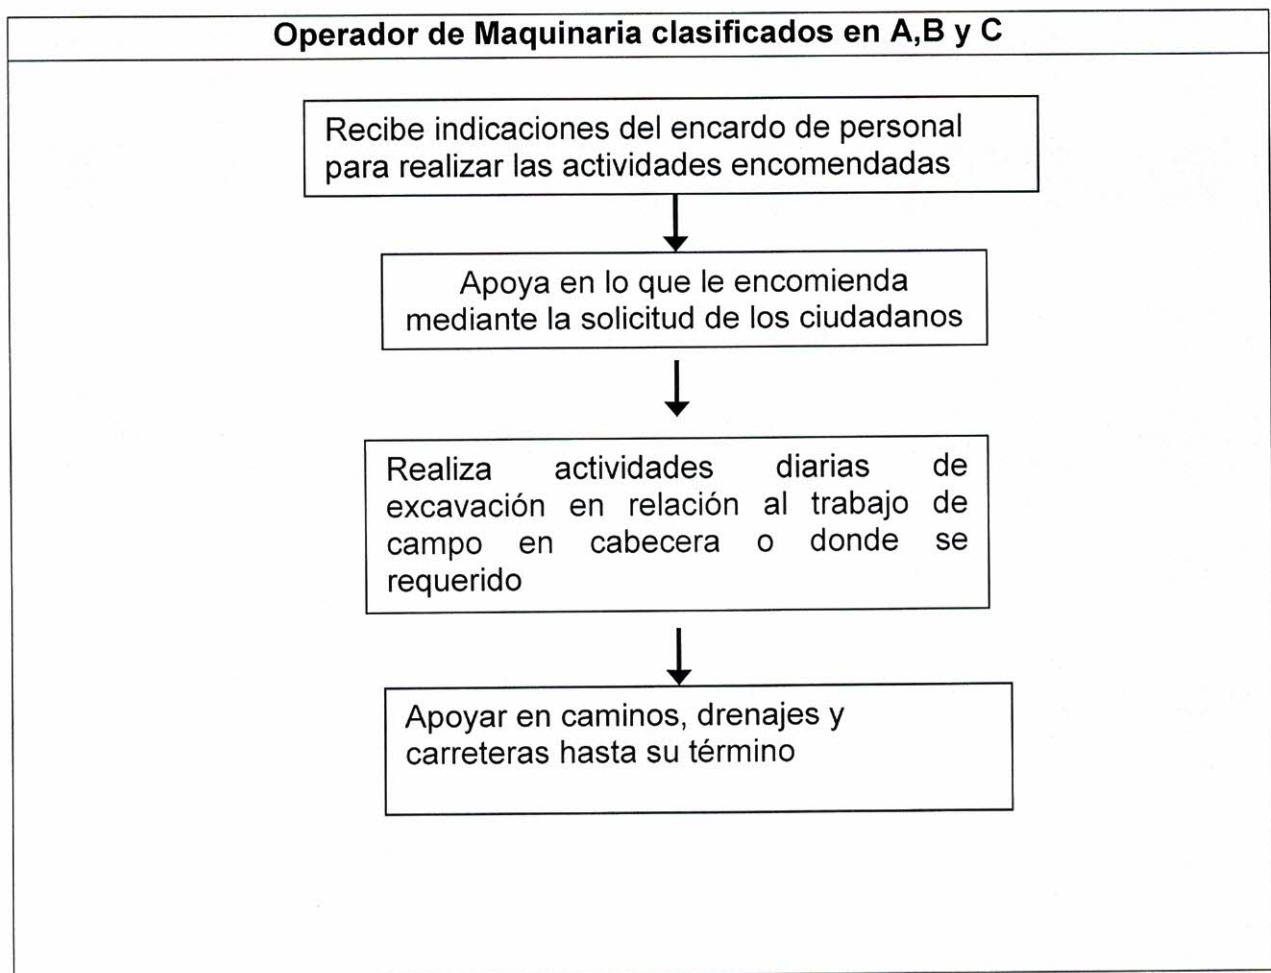 Operador de Maquinaria clasificados en A,B y C
Recibe indicaciones del encardo de personal
para realizar las actividades encomendadas
Apoya en lo que le encomienda
mediante la solicitud de los ciudadanos
Realiza actividades diarias de
excavación en relación al trabajo de
campo en cabecera o donde se
requerido
Apoyar en caminos, drenajes y
carreteras hasta su término